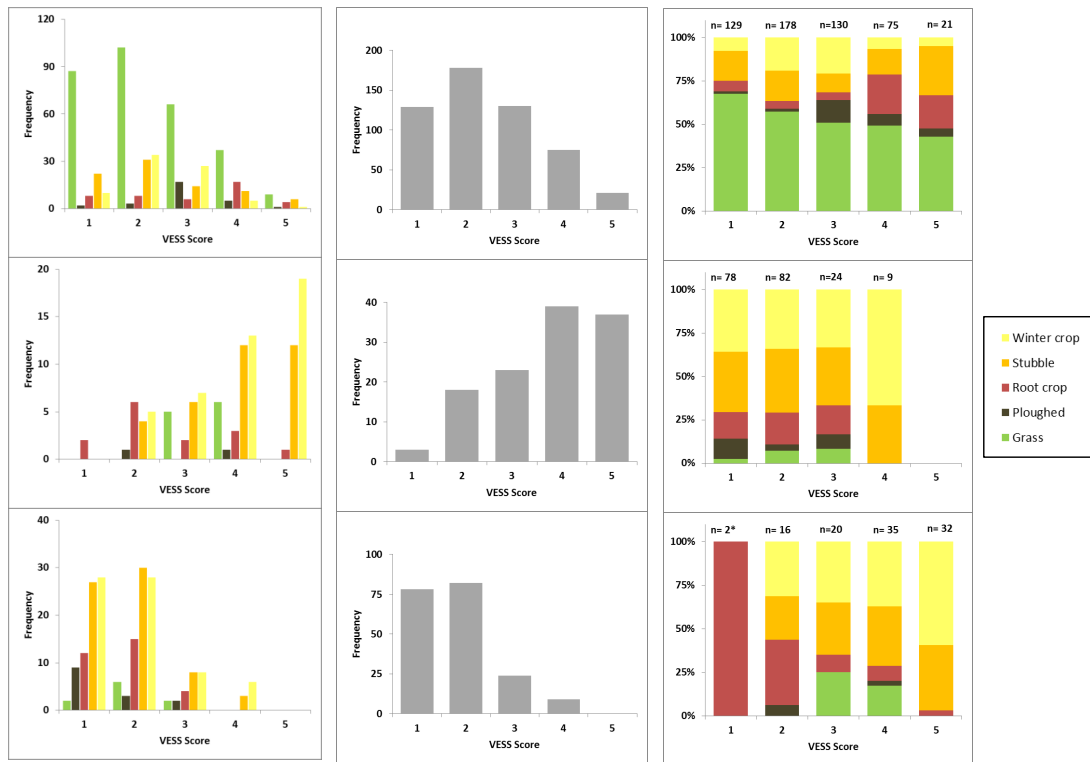 120
90
60
30
0
Frequency
1 2 3 4 5
VESS Score
200
150
100
50
0
Frequency
1 2 3 4 5
VESS Score
n= 129 n= 178 n=130 n= 75 n= 21
100%
75%
50%
25%
0%
1 2 3 4 5
VESS Score
20
15
10
5
0
Frequency
1 2 3 4 5
VESS Score
40
30
20
10
0
Frequency
1 2 3 4 5
VESS Score
n= 78 n= 82 n=24 n= 9
100%
75%
50%
25%
0%
1 2 3 4 5
VESS Score
Winter crop
Stubble
Root crop
Ploughed
Grass
40
30
20
10
0
Frequency
1 2 3 4 5
VESS Score
100
75
50
25
0
Frequency
1 2 3 4 5
VESS Score
n= 2* n= 16 n=20 n= 35 n= 32
100%
75%
50%
25%
0%
1 2 3 4 5
VESS Score